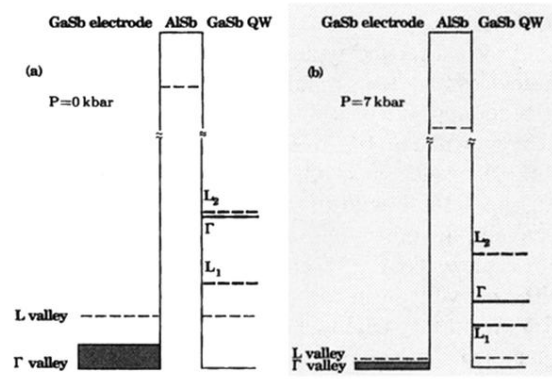 GaSb electrode AlSb GaSb QW
(a)
P=0 kbar
L₂
Γ
L₁
L valley
Γ valley
GaSb electrode AlSb GaSb QW
(b)
P=7 kbar
L₂
Γ
L₁
L valley
Γ valley